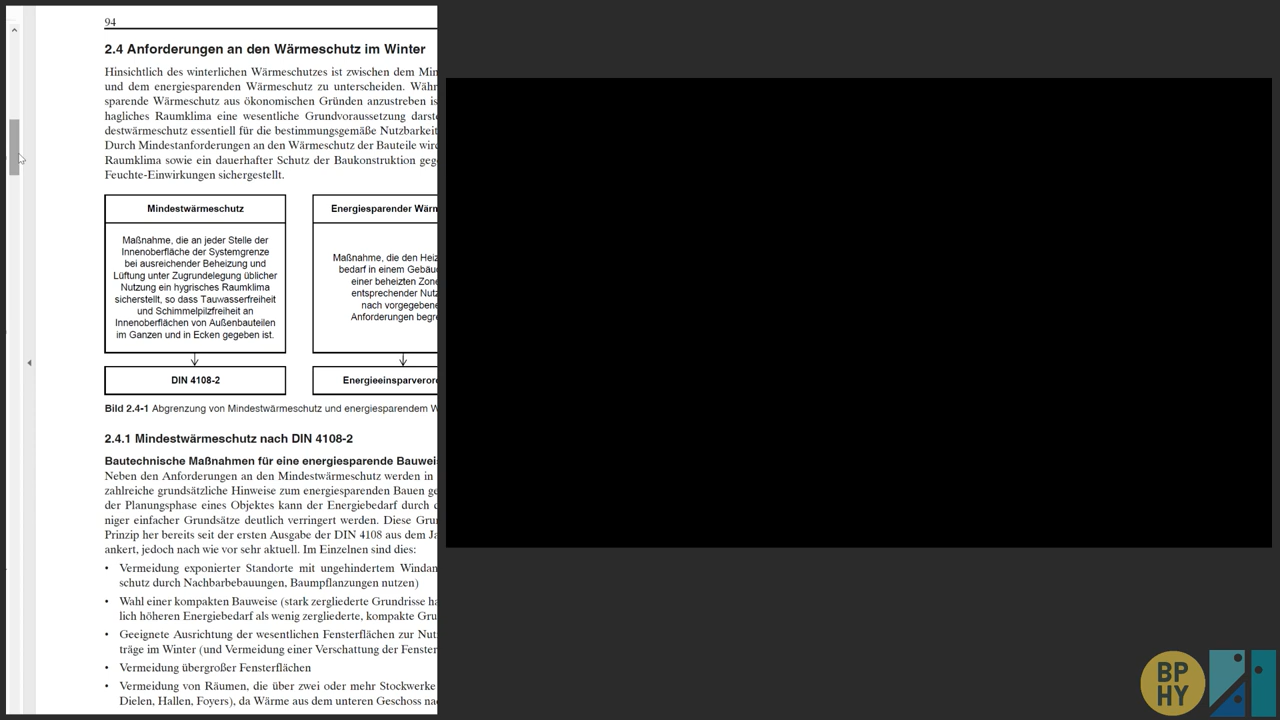 94
2.4 Anforderungen an den Wärmeschutz im Winter
Hinsichtlich des winterlichen Wärmeschutzes ist zwischen dem Min
und dem energiesparenden Wärmeschutz zu unterscheiden. Währ
sparende Wärmeschutz aus ökonomischen Gründen anzustreben is
hagliches Raumklima eine wesentliche Grundvoraussetzung darste
destwärmeschutz essentiell für die bestimmungsgemäße Nutzbarkeit
Durch Mindestanforderungen an den Wärmeschutz der Bauteile wird
Raumklima sowie ein dauerhafter Schutz der Baukonstruktion geg
Feuchte-Einwirkungen sichergestellt.
Mindestwärmeschutz
Maßnahme, die an jeder Stelle der
Innenoberfläche der Systemgrenze
bei ausreichender Beheizung und
Lüftung unter Zugrundelegung üblicher
Nutzung ein hygrisches Raumklima
sicherstellt, so dass Tauwasserfreiheit
und Schimmelpilzfreiheit an
Innenoberflächen von Außenbauteilen
im Ganzen und in Ecken gegeben ist.
DIN 4108-2
Energiesparender Wärm
Maßnahme, die den Heiz
bedarf in einem Gebäu
einer beheizten Zon
entsprechender Nut
nach vorgegebene
Anforderungen begre
Energieeinsparveror
Bild 2.4-1 Abgrenzung von Mindestwärmeschutz und energiesparendem W
2.4.1 Mindestwärmeschutz nach DIN 4108-2
Bautechnische Maßnahmen für eine energiesparende Bauwei
Neben den Anforderungen an den Mindestwärmeschutz werden in
zahlreiche grundsätzliche Hinweise zum energiesparenden Bauen ge
der Planungsphase eines Objektes kann der Energiebedarf durch
niger einfacher Grundsätze deutlich verringert werden. Diese Gru
Prinzip her bereits seit der ersten Ausgabe der DIN 4108 aus dem Ja
ankert, jedoch nach wie vor sehr aktuell. Im Einzelnen sind dies:
• Vermeidung exponierter Standorte mit ungehindertem Windan
schutz durch Nachbarbebauungen, Baumpflanzungen nutzen)
• Wahl einer kompakten Bauweise (stark zergliederte Grundrisse ha
lich höheren Energiebedarf als wenig zergliederte, kompakte Gru
• Geeignete Ausrichtung der wesentlichen Fensterflächen zur Nut
träge im Winter (und Vermeidung einer Verschattung der Fenster
• Vermeidung übergroßer Fensterflächen
• Vermeidung von Räumen, die über zwei oder mehr Stockwerke
Dielen, Hallen, Foyers), da Wärme aus dem unteren Geschoss na
BP
HY